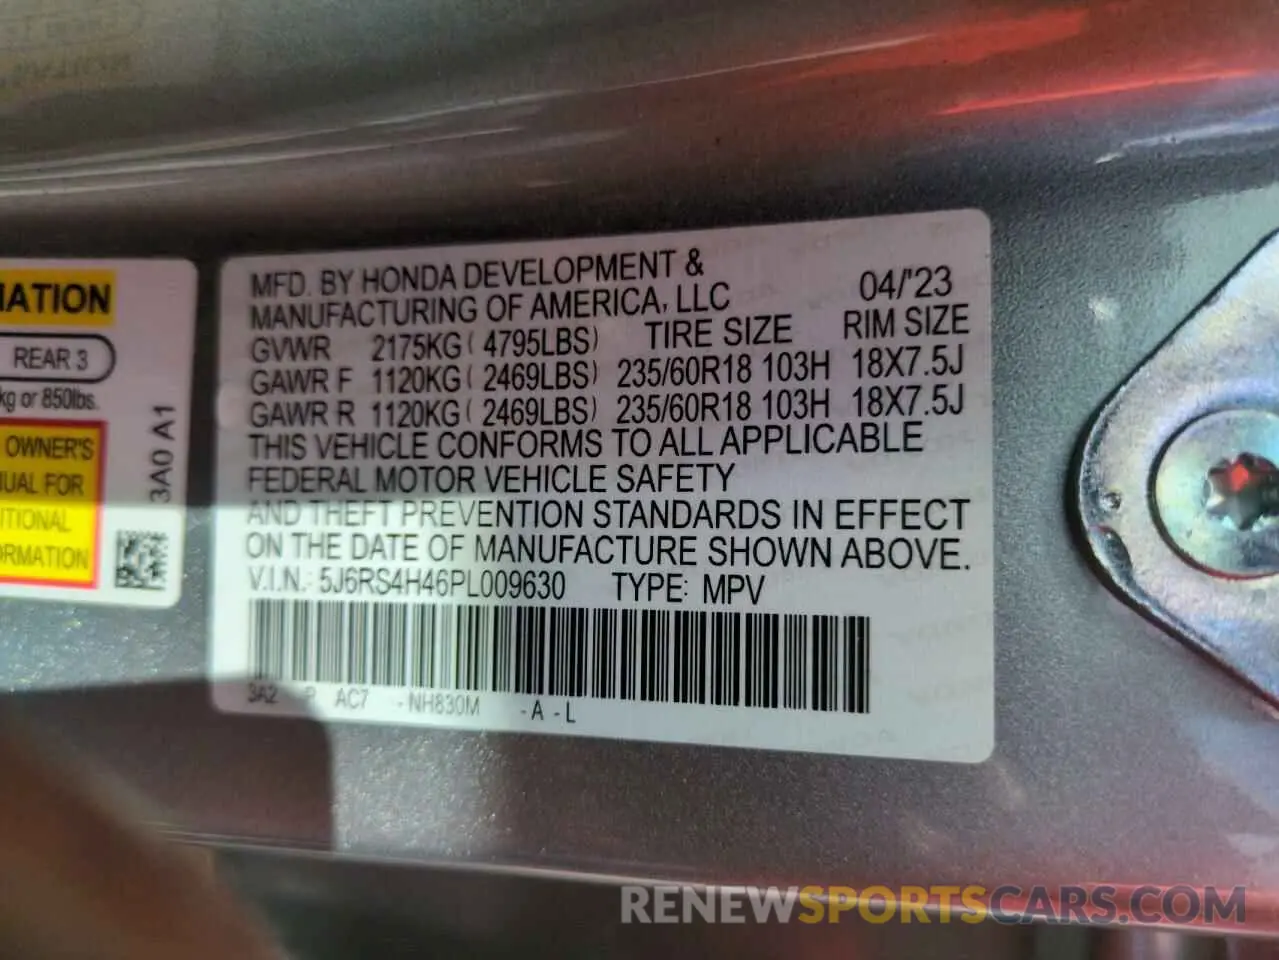 MATION
REAR 3
kg or 850lbs.
OWNER'S
UAL FOR
ITIONAL
ORMATION
3A0 A1
MFD. BY HONDA DEVELOPMENT &
MANUFACTURING OF AMERICA, LLC 04/'23
GVWR 2175KG ( 4795LBS) TIRE SIZE RIM SIZE
GAWR F 1120KG ( 2469LBS) 235/60R18 103H 18X7.5J
GAWR R 1120KG ( 2469LBS) 235/60R18 103H 18X7.5J
THIS VEHICLE CONFORMS TO ALL APPLICABLE
FEDERAL MOTOR VEHICLE SAFETY
AND THEFT PREVENTION STANDARDS IN EFFECT
ON THE DATE OF MANUFACTURE SHOWN ABOVE.
V.I.N.: 5J6RS4H46PL009630 TYPE: MPV
3A2 P AC7 - NH830M - A - L
RENEWSPORTSCARS.COM